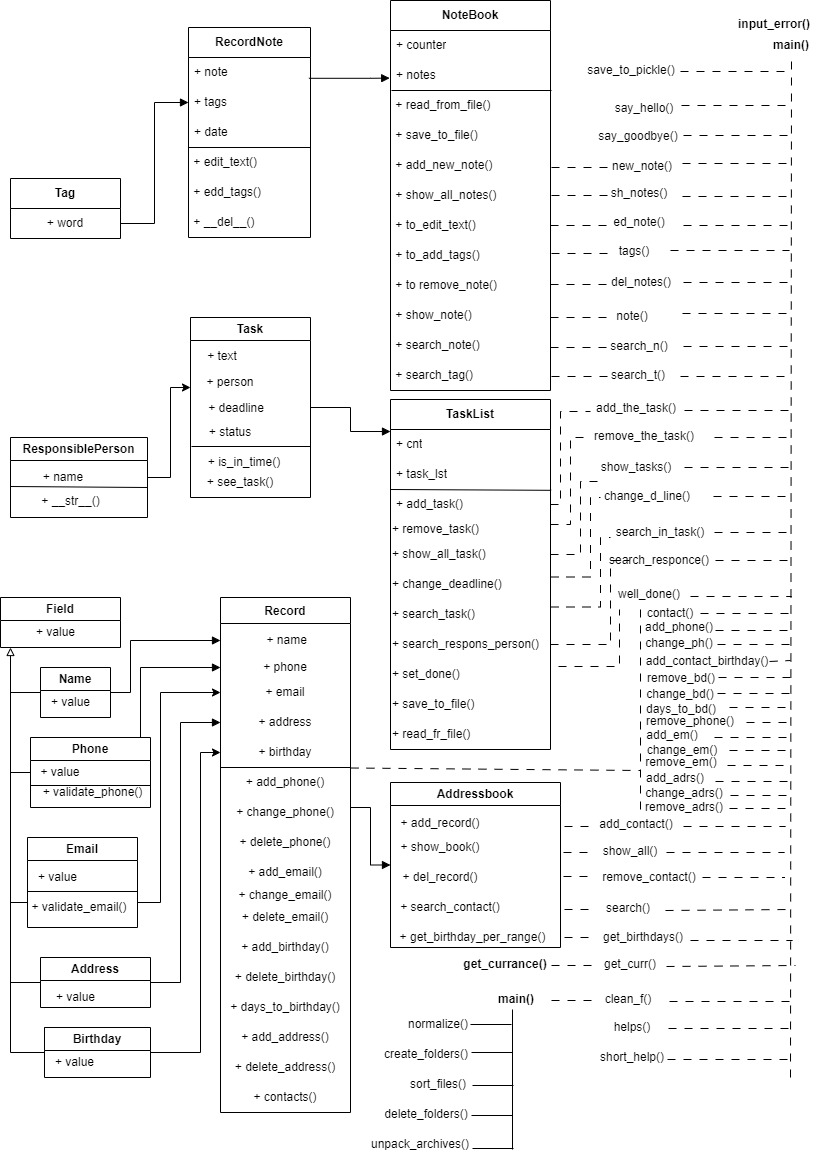 RecordNote
+ note
+ tags
+ date
+ edit_text()
+ edd_tags()
+ __del__()
Tag
+ word
NoteBook
+ counter
+ notes
+ read_from_file()
+ save_to_file()
+ add_new_note()
+ show_all_notes()
+ to_edit_text()
+ to_add_tags()
+ to remove_note()
+ show_note()
+ search_note()
+ search_tag()
input_error()
main()
save_to_pickle()
say_hello()
say_goodbye()
new_note()
sh_notes()
ed_note()
tags()
del_notes()
note()
search_n()
search_t()
Task
+ text
+ person
+ deadline
+ status
+ is_in_time()
+ see_task()
ResponsiblePerson
+ name
+ __str__()
TaskList
+ cnt
+ task_lst
+ add_task()
+ remove_task()
+ show_all_task()
+ change_deadline()
+ search_task()
+ search_respons_person()
+ set_done()
+ save_to_file()
+ read_fr_file()
add_the_task()
remove_the_task()
show_tasks()
change_d_line()
search_in_task()
search_responce()
well_done()
contact()
add_phone()
change_ph()
add_contact_birthday()
remove_bd()
change_bd()
days_to_bd()
remove_phone()
add_em()
change_em()
remove_em()
add_adrs()
change_adrs()
remove_adrs()
Field
+ value
Name
+ value
Phone
+ value
+ validate_phone()
Email
+ value
+ validate_email()
Address
+ value
Birthday
+ value
Record
+ name
+ phone
+ email
+ address
+ birthday
+ add_phone()
+ change_phone()
+ delete_phone()
+ add_email()
+ change_email()
+ delete_email()
+ add_birthday()
+ delete_birthday()
+ days_to_birthday()
+ add_address()
+ delete_address()
+ contacts()
Addressbook
+ add_record()
+ show_book()
+ del_record()
+ search_contact()
+ get_birthday_per_range()
add_contact()
show_all()
remove_contact()
search()
get_birthdays()
get_currance()
get_curr()
main()
clean_f()
helps()
short_help()
normalize()
create_folders()
sort_files()
delete_folders()
unpack_archives()